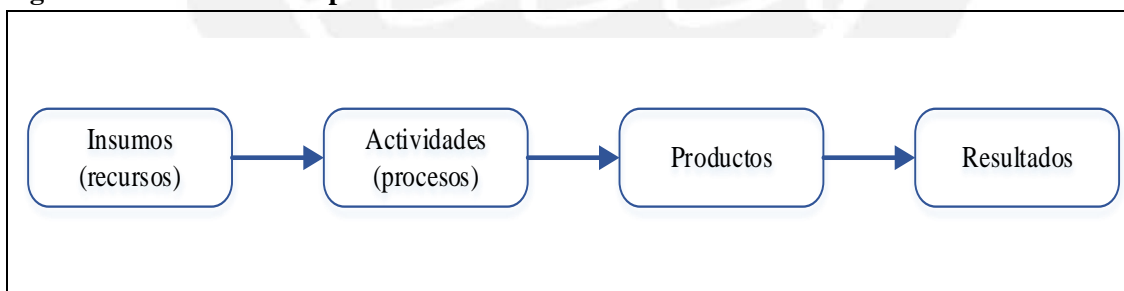 Insumos
(recursos)
Actividades
(procesos)
Productos
Resultados